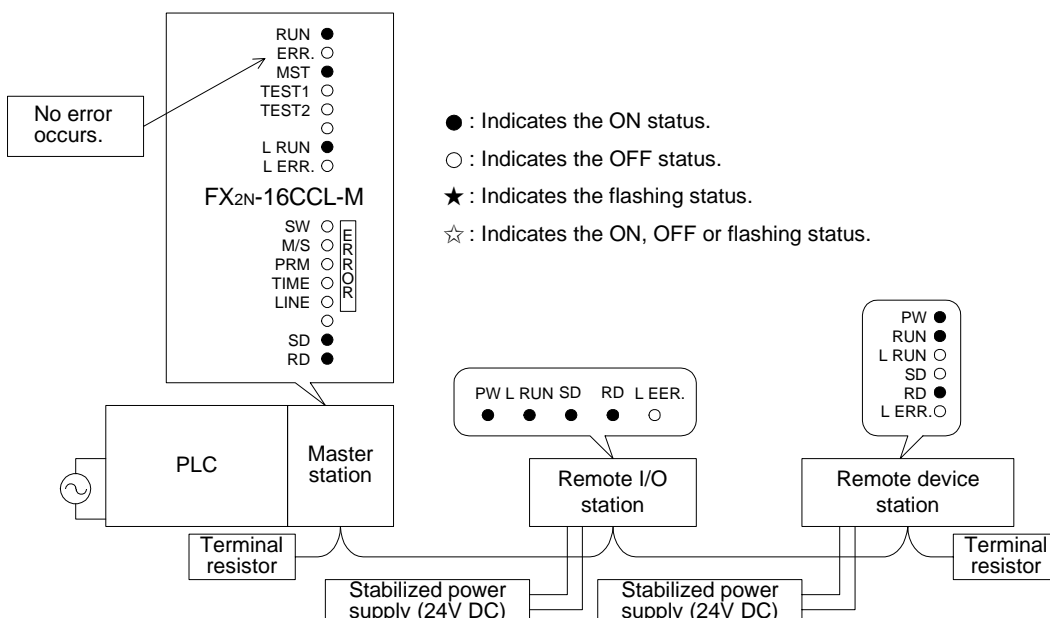 RUN
ERR.
MST
TEST1
TEST2
L RUN
L ERR.
FX2N-16CCL-M
SW
M/S
PRM
TIME
LINE
ERROR
SD
RD
No error
occurs.
● : Indicates the ON status.
○ : Indicates the OFF status.
★ : Indicates the flashing status.
☆ : Indicates the ON, OFF or flashing status.
PW L RUN SD RD L EER.
PW
RUN
L RUN
SD
RD
L ERR.
PLC
Master
station
Remote I/O
station
Remote device
station
Terminal
resistor
Terminal
resistor
Stabilized power
supply (24V DC)
Stabilized power
supply (24V DC)